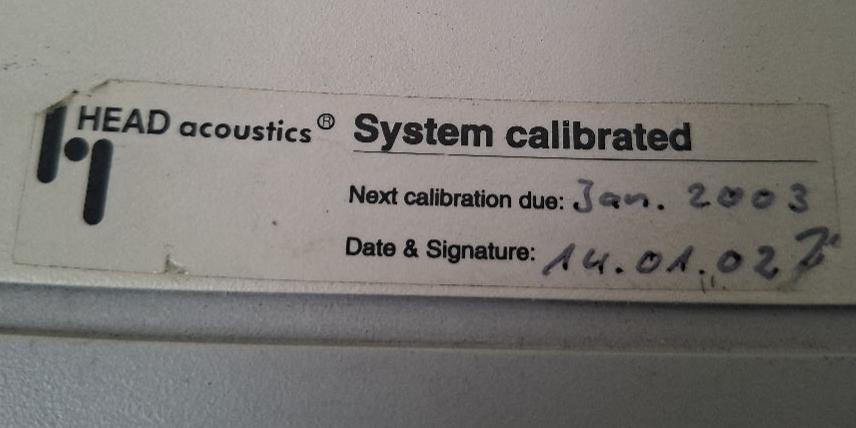 HEAD acoustics® System calibrated
Next calibration due: Jan. 2003
Date & Signature: 14.01.02